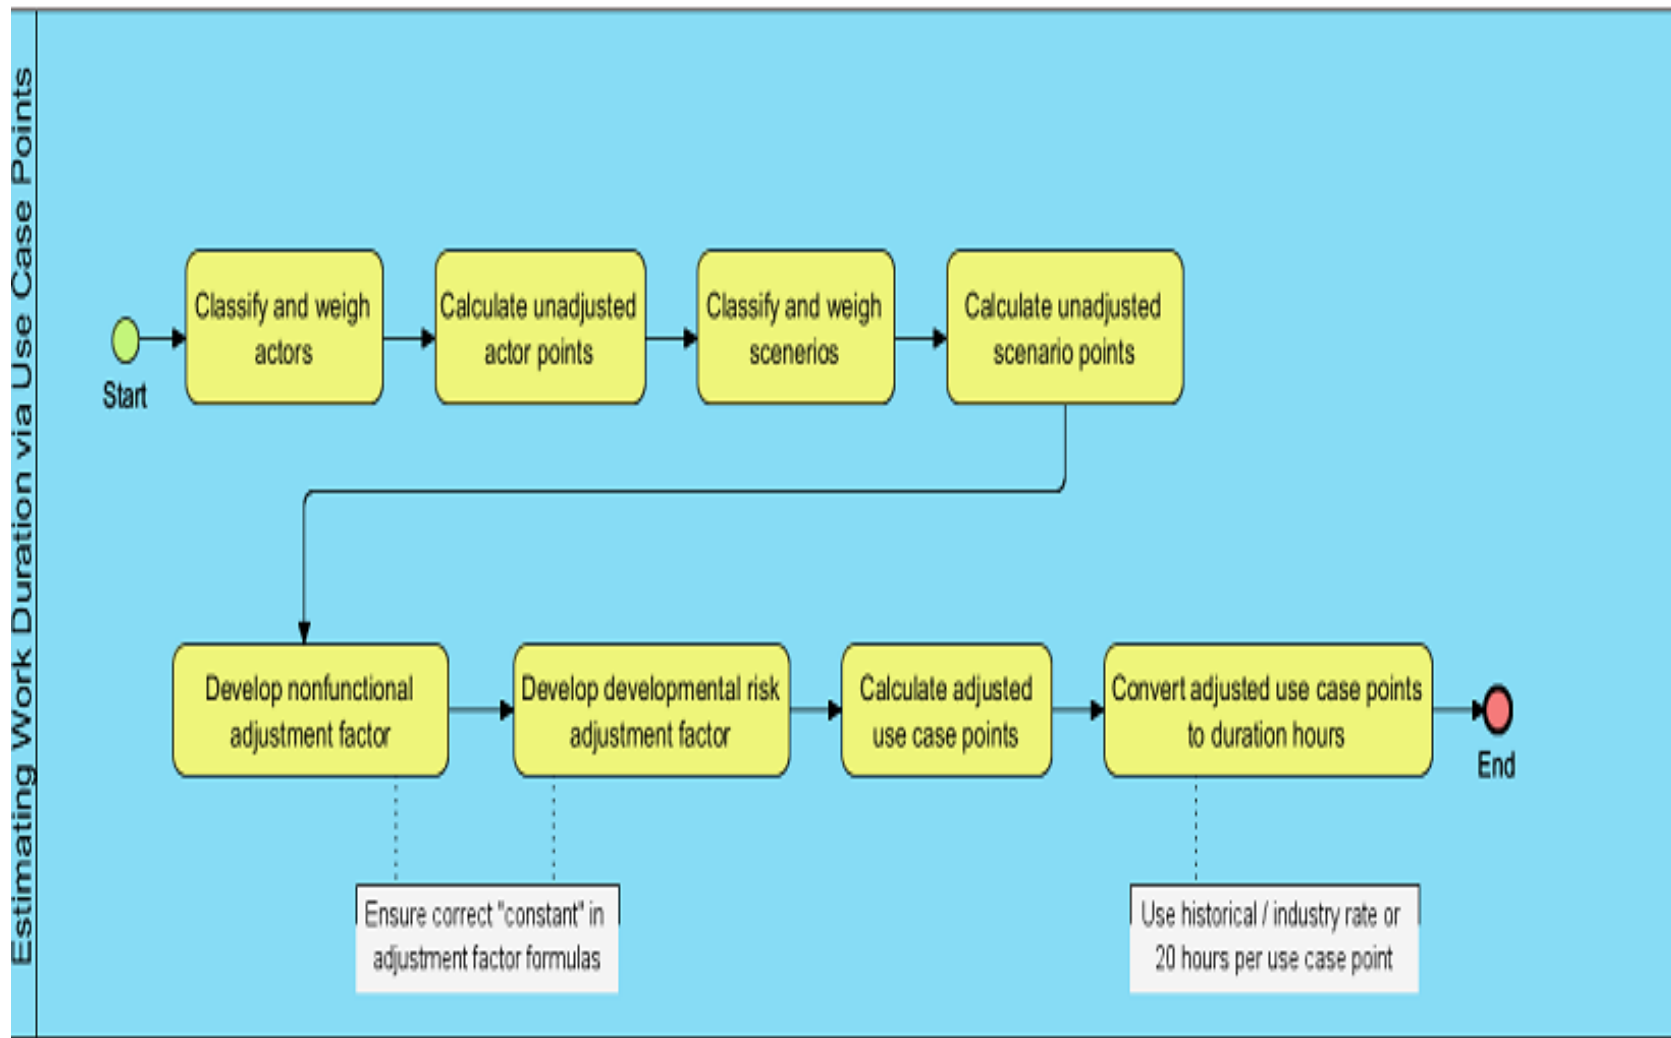 Estimating Work Duration via Use Case Points
Classify and weigh
actors
Calculate unadjusted
actor points
Classify and weigh
scenerios
Calculate unadjusted
scenario points
Start
Develop nonfunctional
adjustment factor
Develop developmental risk
adjustment factor
Calculate adjusted
use case points
Convert adjusted use case points
to duration hours
End
Ensure correct "constant" in
adjustment factor formulas
Use historical / industry rate or
20 hours per use case point